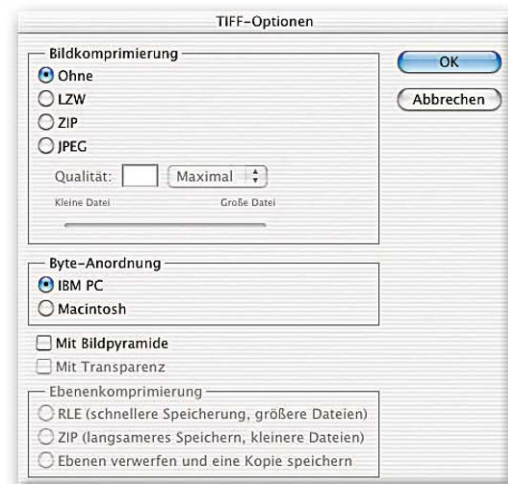 TIFF-Optionen
Bildkomprimierung
Ohne
LZW
ZIP
JPEG
Qualität: Maximal
Kleine Datei Große Datei
OK
Abbrechen
Byte-Anordnung
IBM PC
Macintosh
Mit Bildpyramide
Mit Transparenz
Ebenenkomprimierung
RLE (schnellere Speicherung, größere Dateien)
ZIP (langsameres Speichern, kleinere Dateien)
Ebenen verwerfen und eine Kopie speichern